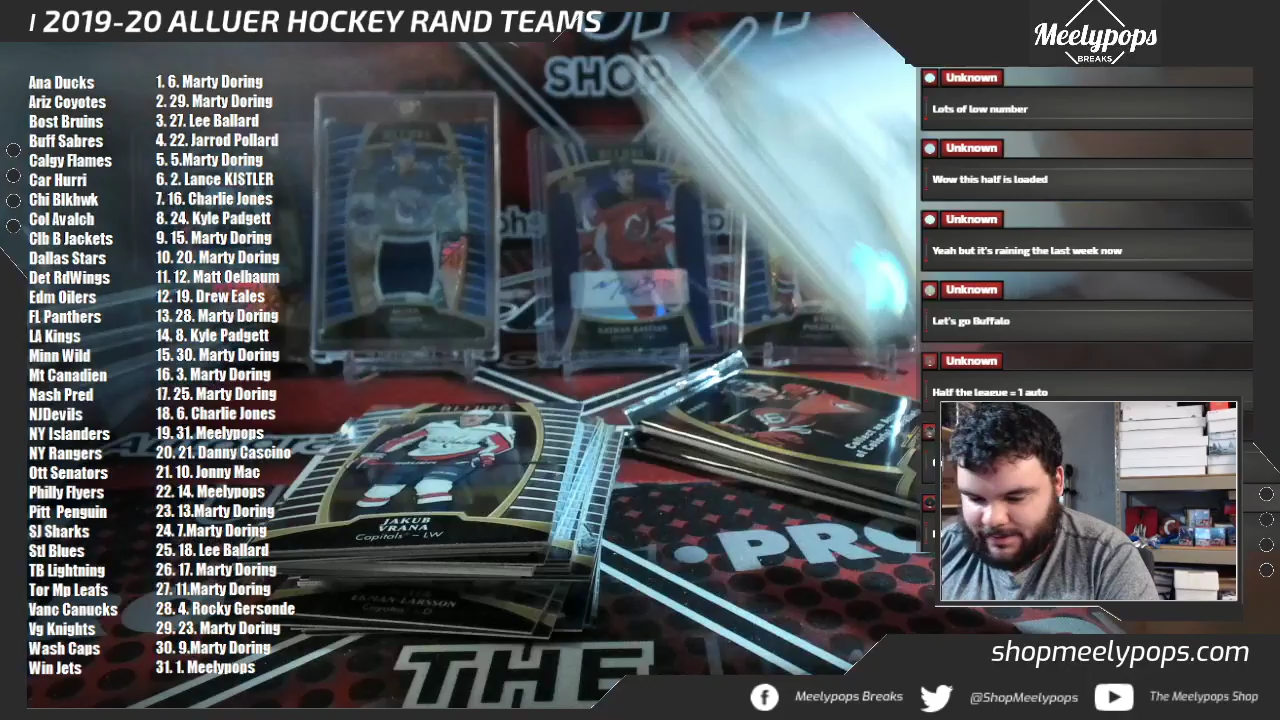 2019-20 ALLUER HOCKEY RAND TEAMS
Ana Ducks 1. 6. Marty Doring
Ariz Coyotes 2. 29. Marty Doring
Bost Bruins 3. 27. Lee Ballard
Buff Sabres 4. 22. Jarrod Pollard
Calgy Flames 5. 5.Marty Doring
Car Hurri 6. 2. Lance KISTLER
Chi Blkhwk 7. 16. Charlie Jones
Col Avalch 8. 24. Kyle Padgett
Clb B Jackets 9. 15. Marty Doring
Dallas Stars 10. 20. Marty Doring
Det RdWings 11. 12. Matt Oelbaum
Edm Oilers 12. 19. Drew Eales
FL Panthers 13. 28. Marty Doring
LA Kings 14. 8. Kyle Padgett
Minn Wild 15. 30. Marty Doring
Mt Canadien 16. 3. Marty Doring
Nash Pred 17. 25. Marty Doring
NJDevils 18. 6. Charlie Jones
NY Islanders 19. 31. Meelypops
NY Rangers 20. 21. Danny Cascino
Ott Senators 21. 10. Jonny Mac
Philly Flyers 22. 14. Meelypops
Pitt Penguin 23. 13.Marty Doring
SJ Sharks 24. 7.Marty Doring
Stl Blues 25. 18. Lee Ballard
TB Lightning 26. 17. Marty Doring
Tor Mp Leafs 27. 11.Marty Doring
Vanc Canucks 28. 4. Rocky Gersonde
Vg Knights 29. 23. Marty Doring
Wash Caps 30. 9.Marty Doring
Win Jets 31. 1. Meelypops
SHOP
NATHAN BASTIAN
JAKUB
VRANA
Capitals - LW
LARSSON
PRO
THE
Meelypops
BREAKS
Unknown
Lots of low number
Unknown
Wow this half is loaded
Unknown
Yeah but it's raining the last week now
Unknown
Let's go Buffalo
Unknown
Half the league = 1 auto
shopmeelypops.com
Meelypops Breaks @ShopMeelypops The Meelypops Shop